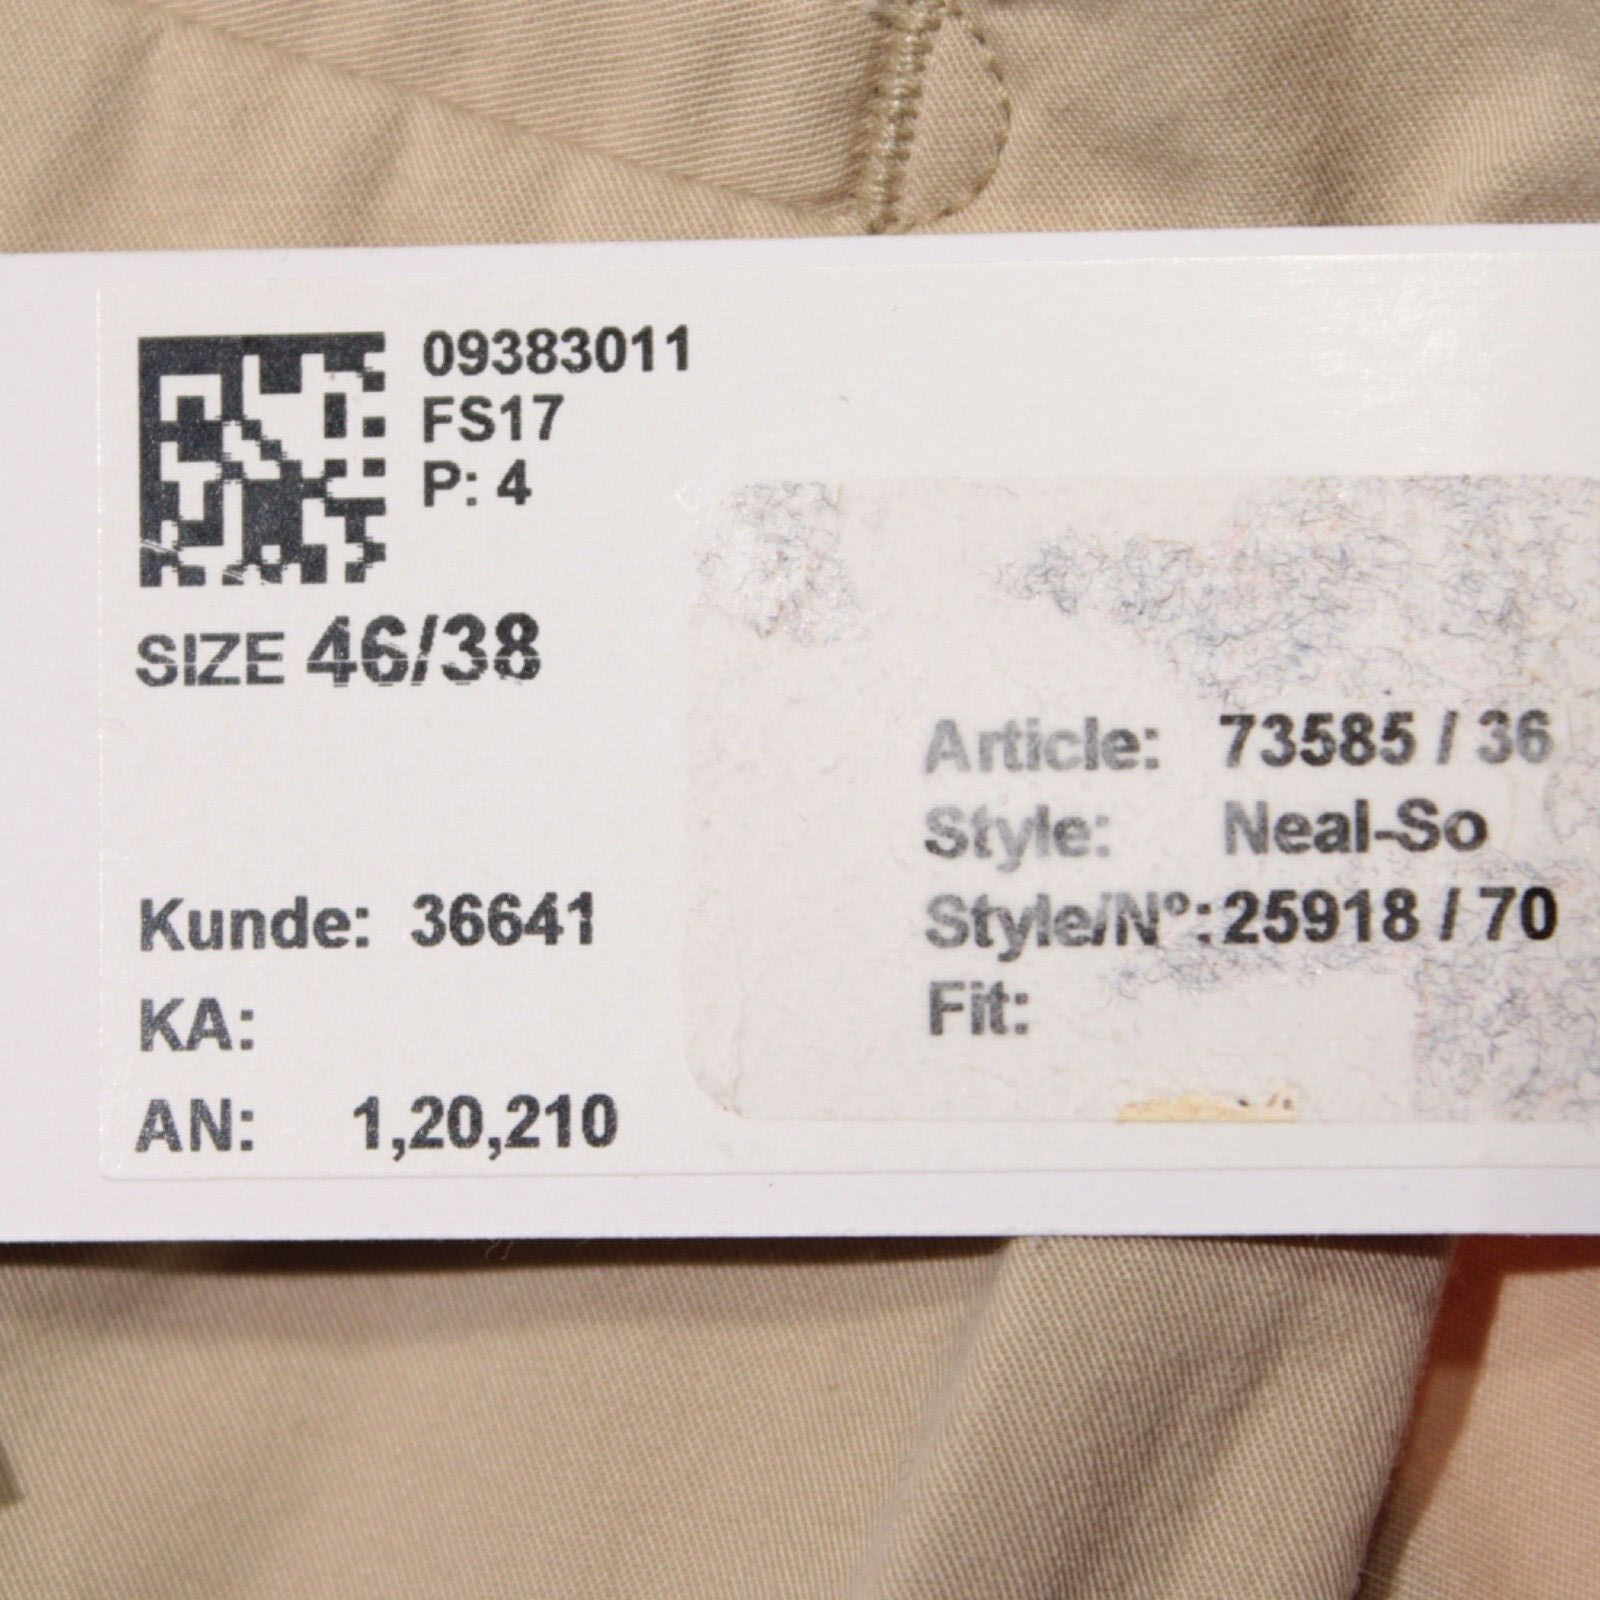 09383011
FS17
P: 4
SIZE 46/38
Article: 73585 / 36
Style: Neal-So
Style/Nº: 25918 / 70
Fit:
Kunde: 36641
KA:
AN: 1,20,210